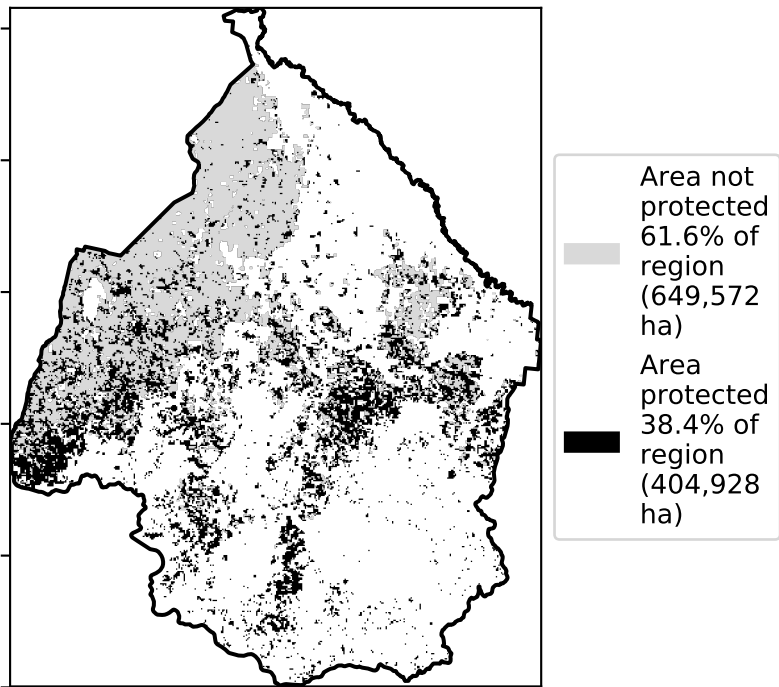 Area not
protected
61.6% of
region
(649,572
ha)
Area
protected
38.4% of
region
(404,928
ha)